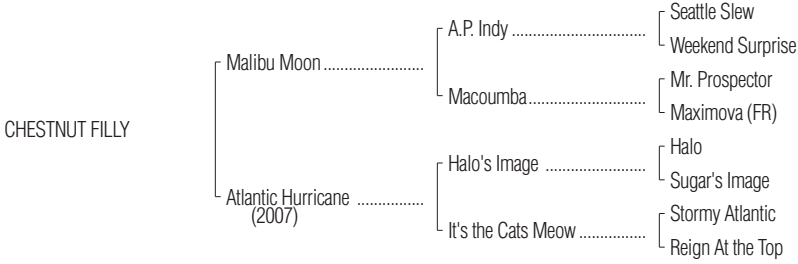 Seattle Slew
A.P. Indy ................................
Weekend Surprise
Malibu Moon ........................
Mr. Prospector
Macoumba............................
Maximova (FR)
CHESTNUT FILLY
Halo
Halo's Image ........................
Sugar's Image
Atlantic Hurricane ................
(2007)
Stormy Atlantic
It's the Cats Meow ................
Reign At the Top